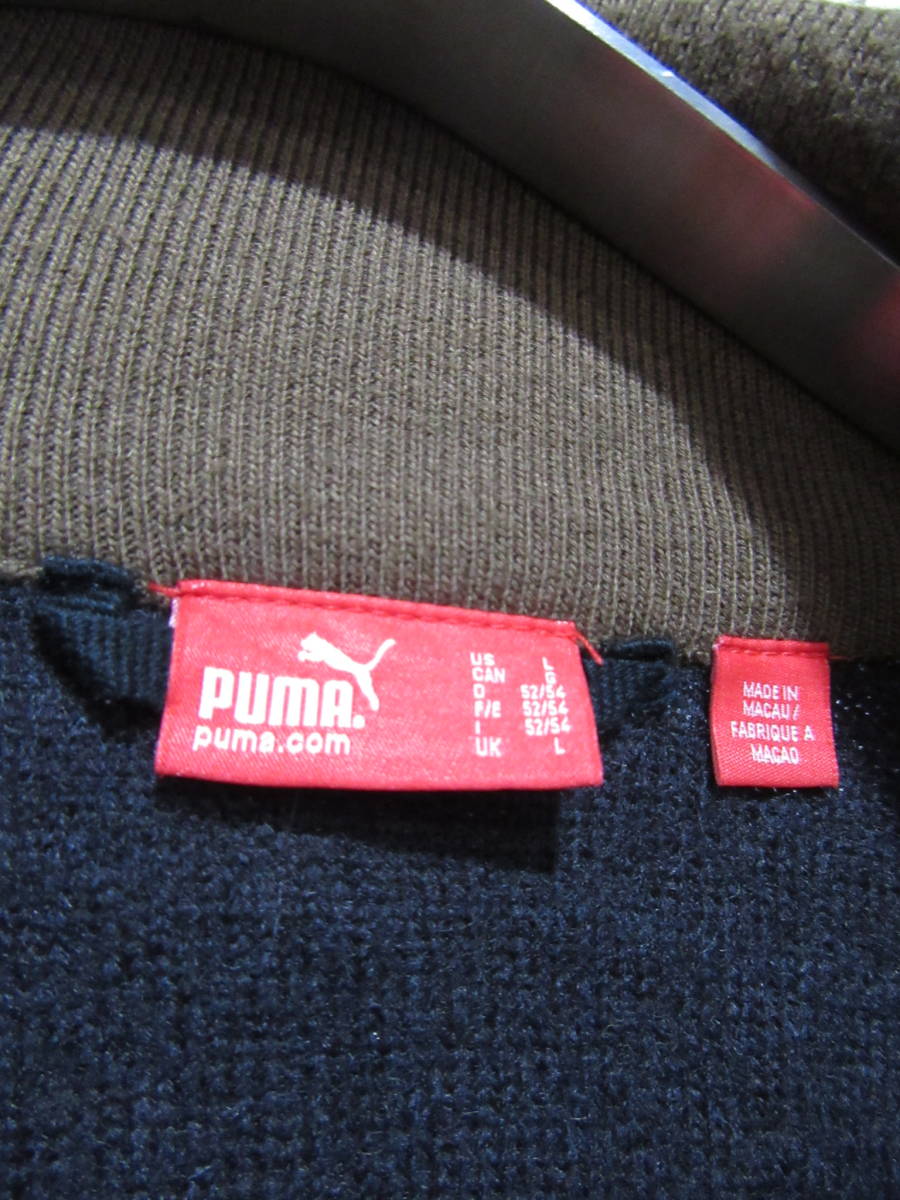 PUMA®
puma.com
US L
CAN G
D 52/54
F/E 52/54
I 52/54
UK L
MADE IN
MACAU/
FABRIQUE A
MACAO